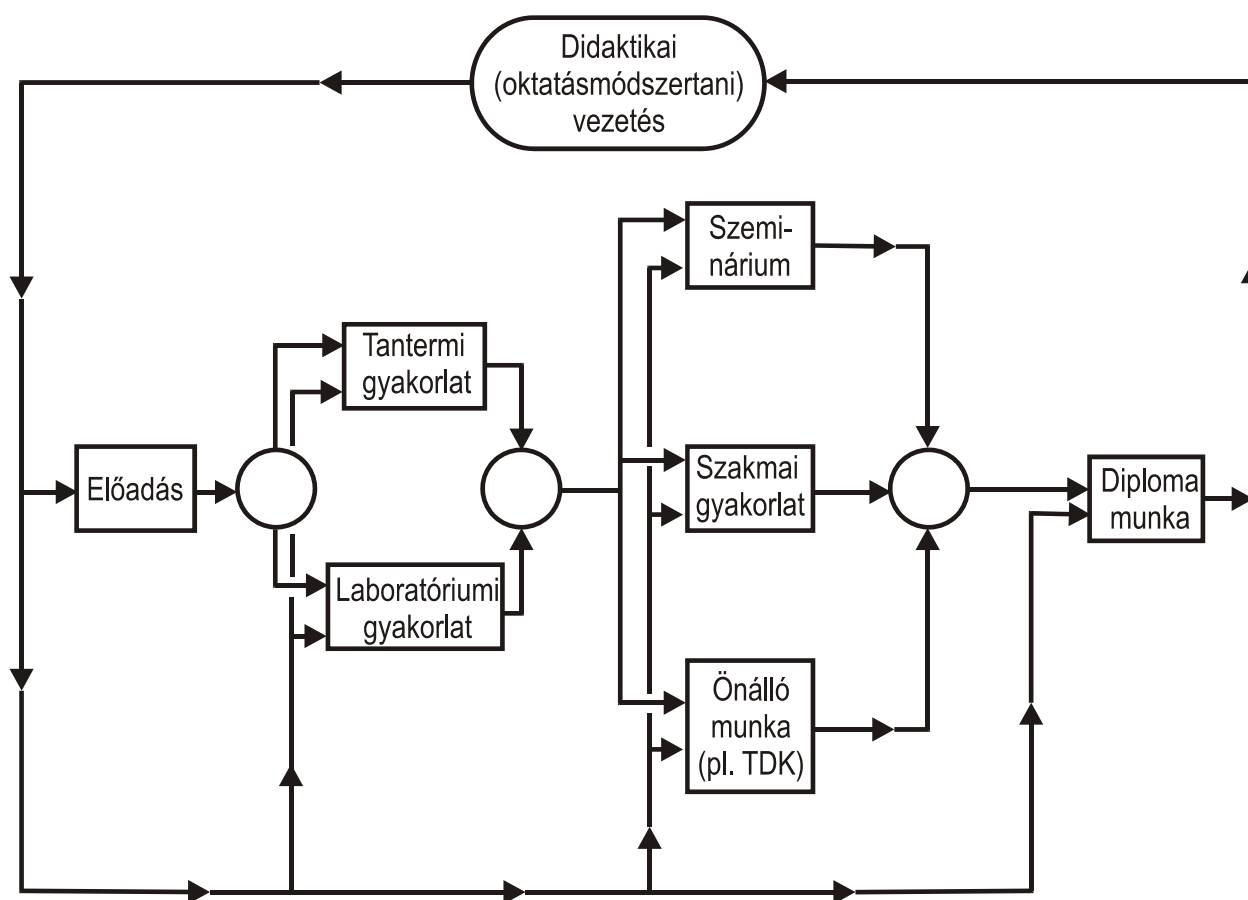 Didaktikai
(oktatásmódszertani)
vezetés
Szemi-
nárium
Tantermi
gyakorlat
Előadás
Szakmai
gyakorlat
Diploma
munka
Laboratóriumi
gyakorlat
Önálló
munka
(pl. TDK)